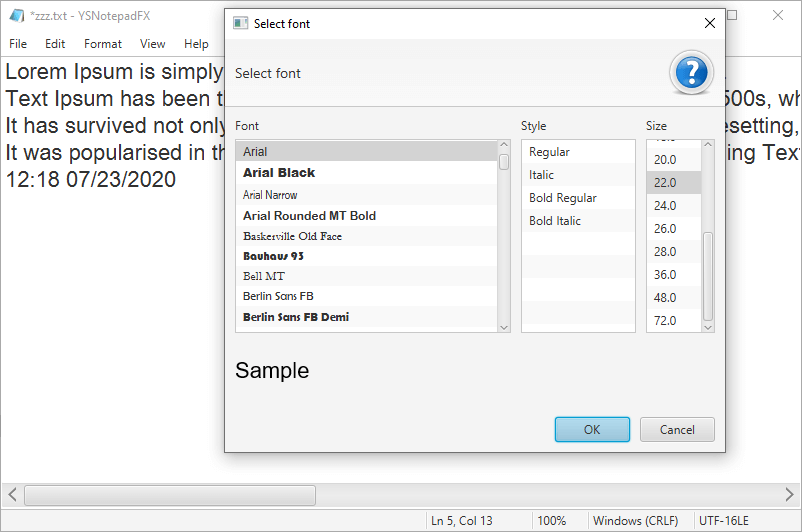 *zzz.txt - YSNotepadFX
File Edit Format View Help
Lorem Ipsum is simply
Text Ipsum has been 500s,
It has survived not only esetting,
It was popularised in ing Text
12:18 07/23/2020
Select font
Select font
Font Style Size
Arial
Arial Black
Arial Narrow
Arial Rounded MT Bold
Baskerville Old Face
Bauhaus 93
Bell MT
Berlin Sans FB
Berlin Sans FB Demi
Regular
Italic
Bold Regular
Bold Italic
20.0
22.0
24.0
26.0
28.0
36.0
48.0
72.0
Sample
OK Cancel
Ln 5, Col 13 100% Windows (CRLF) UTF-16LE